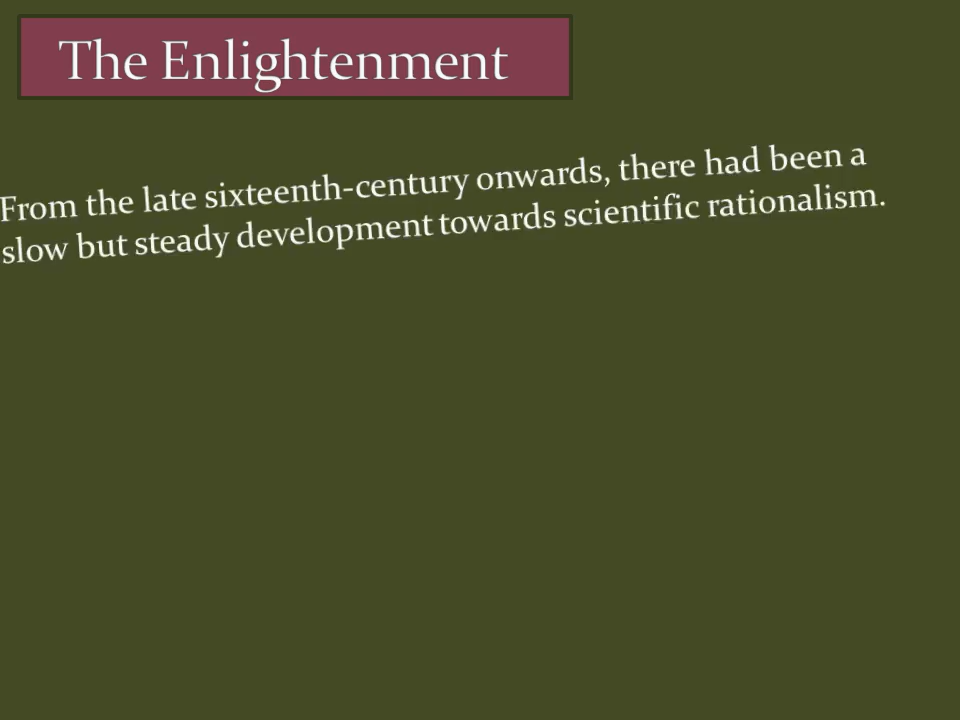 The Enlightenment
From the late sixteenth-century onwards, there had been a
slow but steady development towards scientific rationalism.